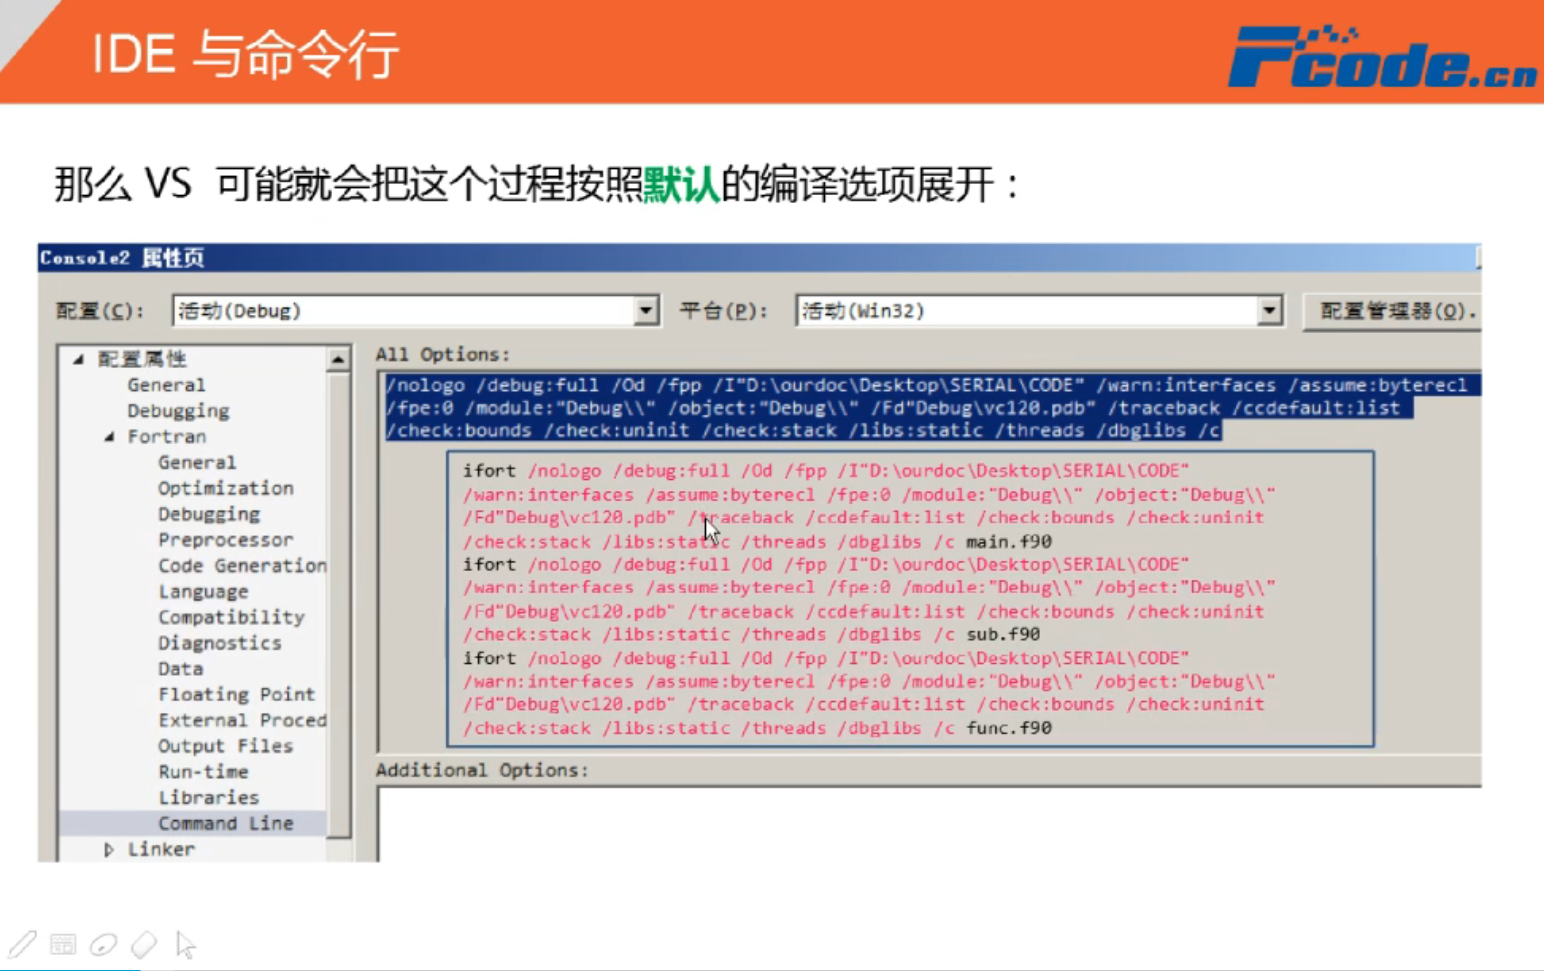 IDE 与命令行
Fcode.cn
那么 VS 可能就会把这个过程按照默认的编译选项展开：
Console2 属性页
配置(C)： 活动(Debug) 平台(P)： 活动(Win32) 配置管理器(O).
配置属性
General
Debugging
Fortran
General
Optimization
Debugging
Preprocessor
Code Generation
Language
Compatibility
Diagnostics
Data
Floating Point
External Proced
Output Files
Run-time
Libraries
Command Line
Linker
All Options:
/nologo /debug:full /Od /fpp /I"D:\ourdoc\Desktop\SERIAL\CODE" /warn:interfaces /assume:byterecl
/fpe:0 /module:"Debug\\" /object:"Debug\\" /Fd"Debug\vc120.pdb" /traceback /ccdefault:list
/check:bounds /check:uninit /check:stack /libs:static /threads /dbglibs /c
ifort /nologo /debug:full /Od /fpp /I"D:\ourdoc\Desktop\SERIAL\CODE"
/warn:interfaces /assume:byterecl /fpe:0 /module:"Debug\\" /object:"Debug\\"
/Fd"Debug\vc120.pdb" /traceback /ccdefault:list /check:bounds /check:uninit
/check:stack /libs:static /threads /dbglibs /c main.f90
ifort /nologo /debug:full /Od /fpp /I"D:\ourdoc\Desktop\SERIAL\CODE"
/warn:interfaces /assume:byterecl /fpe:0 /module:"Debug\\" /object:"Debug\\"
/Fd"Debug\vc120.pdb" /traceback /ccdefault:list /check:bounds /check:uninit
/check:stack /libs:static /threads /dbglibs /c sub.f90
ifort /nologo /debug:full /Od /fpp /I"D:\ourdoc\Desktop\SERIAL\CODE"
/warn:interfaces /assume:byterecl /fpe:0 /module:"Debug\\" /object:"Debug\\"
/Fd"Debug\vc120.pdb" /traceback /ccdefault:list /check:bounds /check:uninit
/check:stack /libs:static /threads /dbglibs /c func.f90
Additional Options: